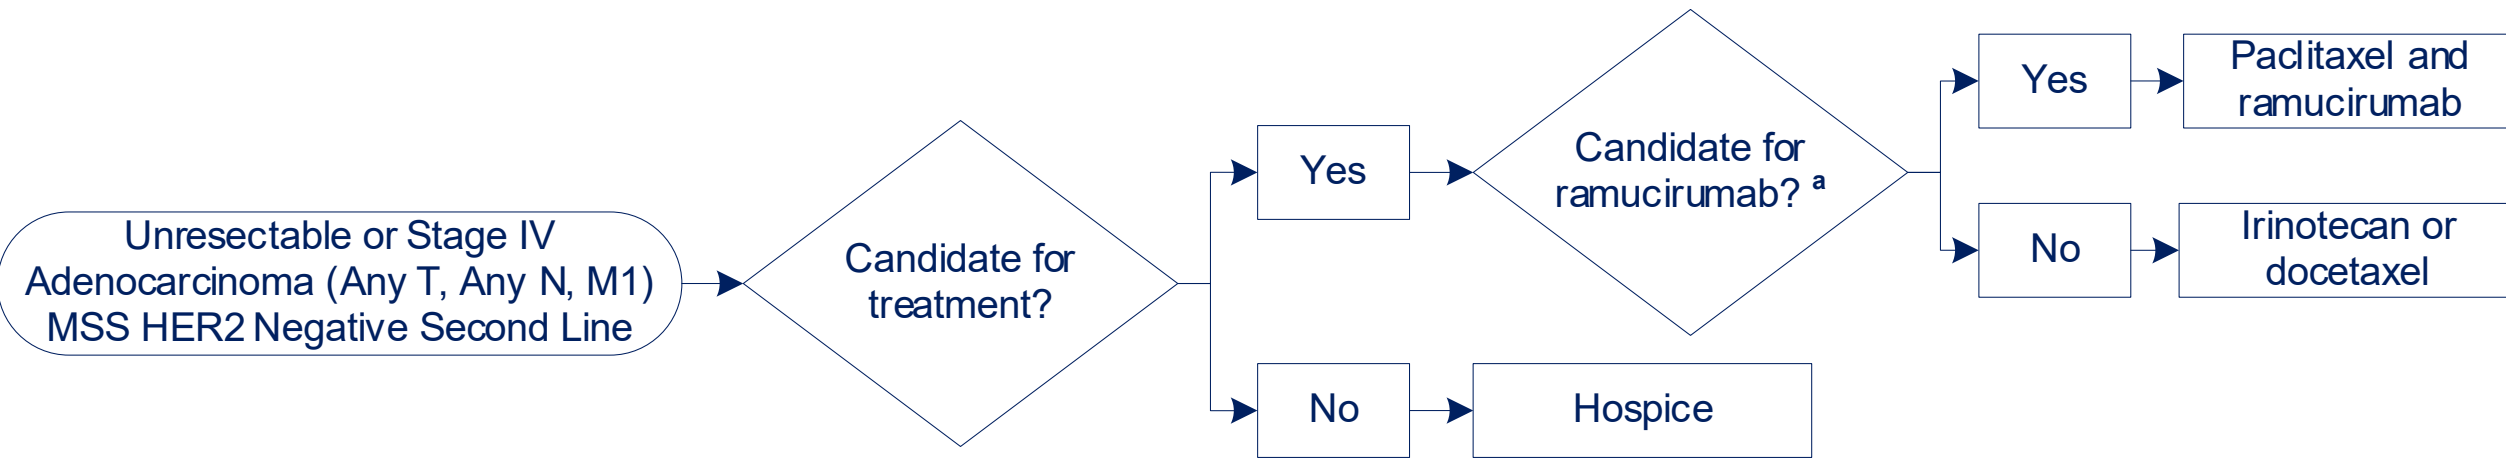 Unresectable or Stage IV
Adenocarcinoma (Any T, Any N, M1)
MSS HER2 Negative Second Line
Candidate for
treatment?
Yes
Candidate for
ramucirumab? a
Yes
Paclitaxel and
ramucirumab
No
Irinotecan or
docetaxel
No
Hospice